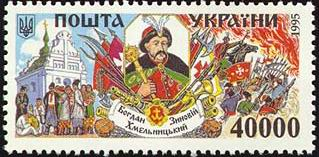 ПОШТА УКРАЇНИ
1995
Богдан Зиновій
Хмельницький
40000